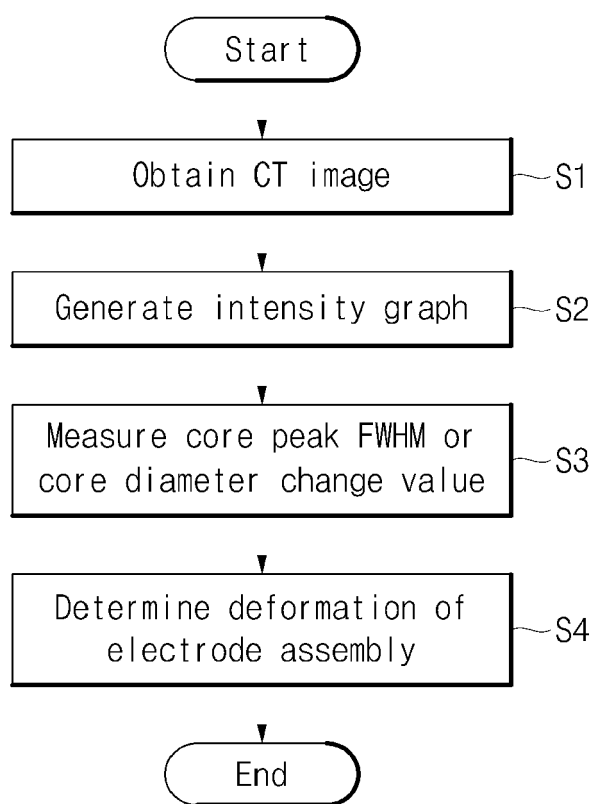 Start
Obtain CT image
S1
Generate intensity graph
S2
Measure core peak FWHM or
core diameter change value
S3
Determine deformation of
electrode assembly
S4
End